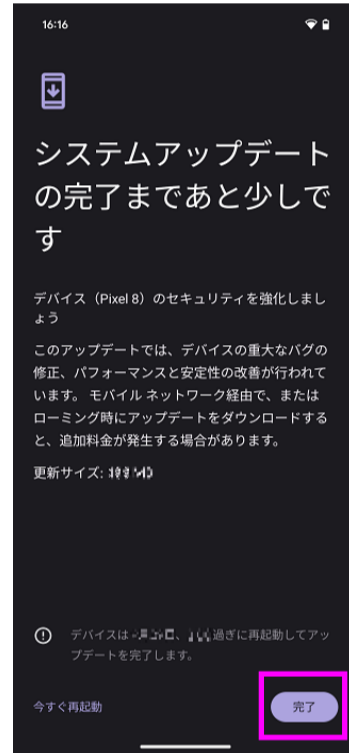 16:16
システムアップデート
の完了まであと少しで
す
デバイス（Pixel 8）のセキュリティを強化しまし
ょう
このアップデートでは、デバイスの重大なバグの
修正、パフォーマンスと安定性の改善が行われて
います。 モバイル ネットワーク経由で、または
ローミング時にアップデートをダウンロードする
と、追加料金が発生する場合があります。
更新サイズ:
デバイスは 、 過ぎに再起動してアッ
プデートを完了します。
今すぐ再起動
完了